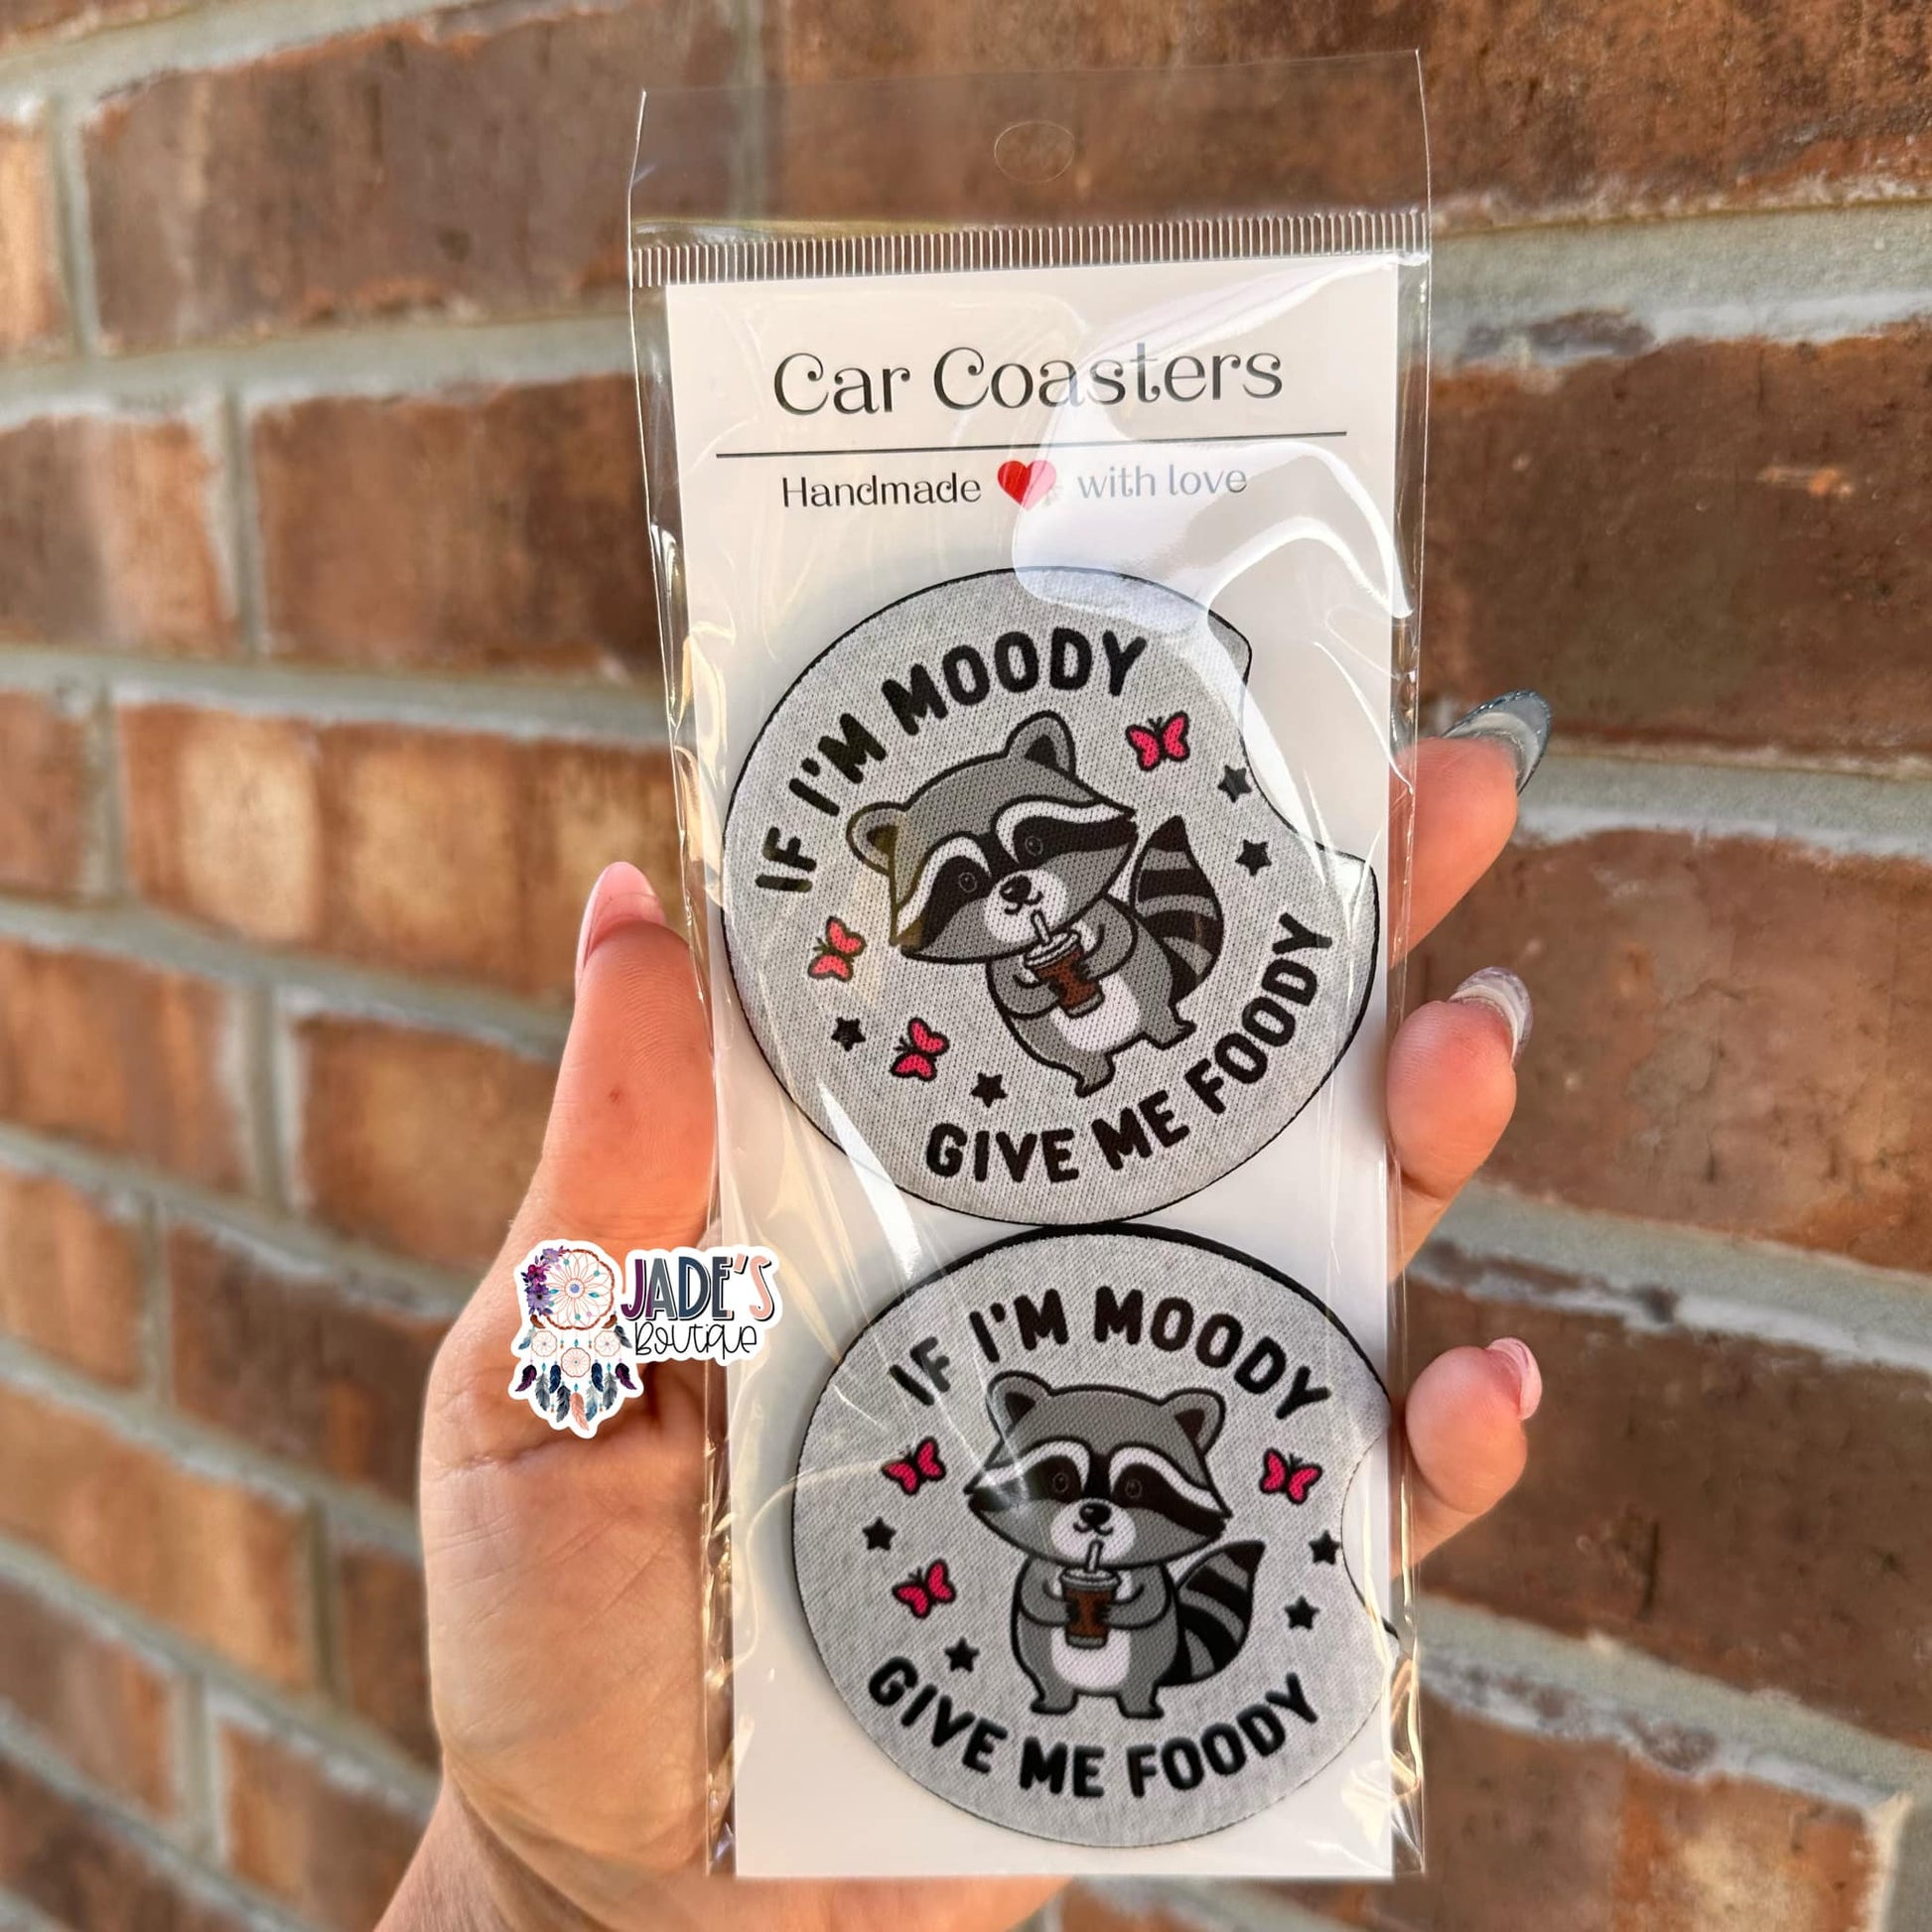 Car Coasters
Handmade with love
IF I'M MOODY
GIVE ME FOODY
JADE'S
Boutique
IF I'M MOODY
GIVE ME FOODY